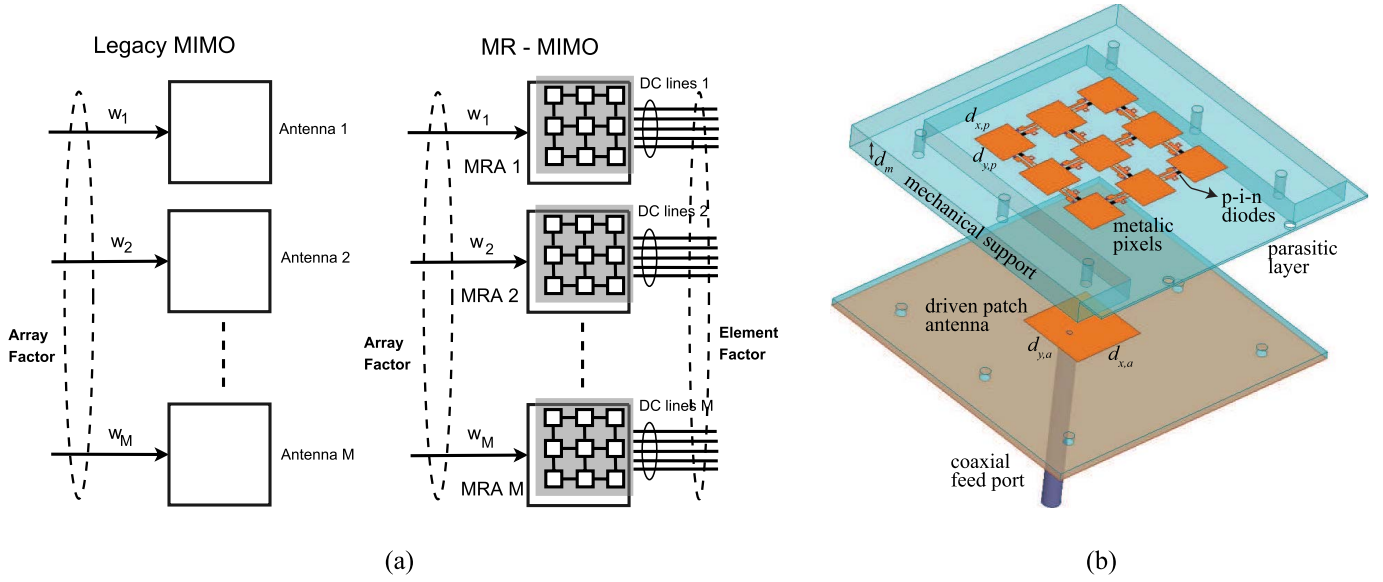 Legacy MIMO
w1
Antenna 1
w2
Antenna 2
Array
Factor
wM
Antenna M
MR - MIMO
DC lines 1
w1
MRA 1
DC lines 2
w2
MRA 2
Array
Factor
Element
Factor
DC lines M
wM
MRA M
(a)
dx,p
dy,p
dm
mechanical support
p-i-n
diodes
metalic
pixels
parasitic
layer
driven patch
antenna
dy,a
dx,a
coaxial
feed port
(b)